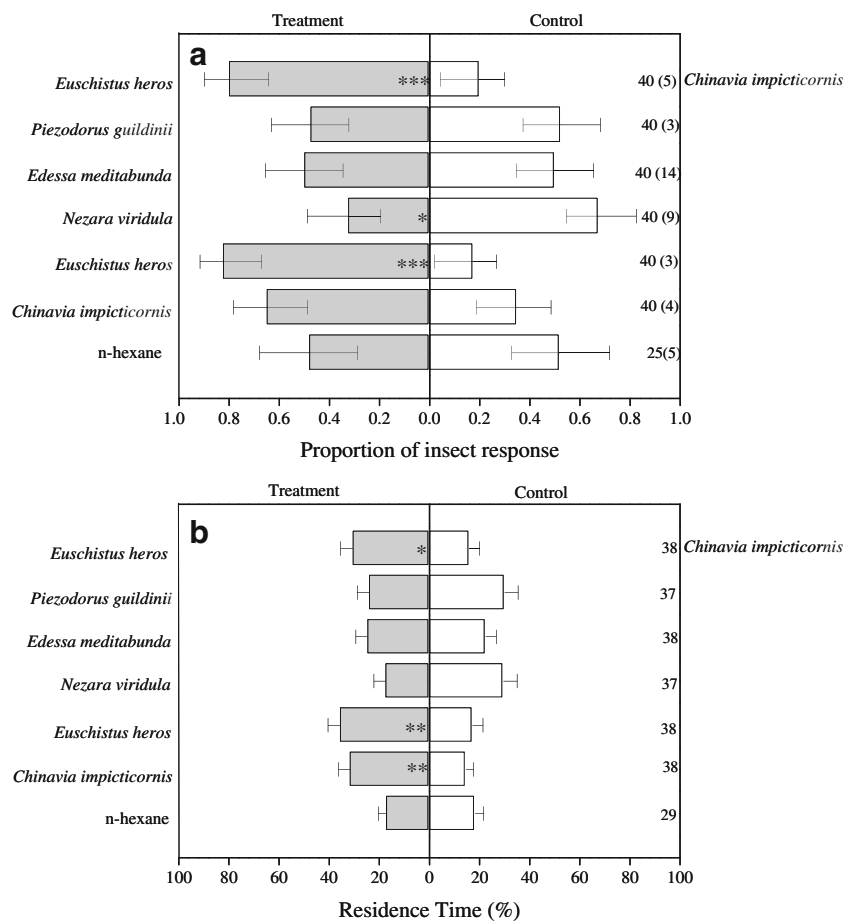 Treatment Control
a
Euschistus heros *** 40 (5) Chinavia impicticornis
Piezodorus guildinii 40 (3)
Edessa meditabunda 40 (14)
Nezara viridula * 40 (9)
Euschistus heros *** 40 (3)
Chinavia impicticornis 40 (4)
n-hexane 25(5)
1.0 0.8 0.6 0.4 0.2 0.0 0.2 0.4 0.6 0.8 1.0
Proportion of insect response
Treatment Control
b
Euschistus heros * 38 Chinavia impicticornis
Piezodorus guildinii 37
Edessa meditabunda 38
Nezara viridula 37
Euschistus heros ** 38
Chinavia impicticornis ** 38
n-hexane 29
100 80 60 40 20 0 20 40 60 80 100
Residence Time (%)